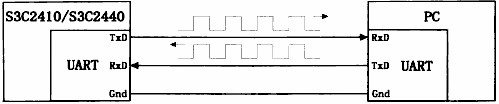 S3C2410/S3C2440
PC
TxD
RxD
UART
RxD
TxD
UART
Gnd
Gnd